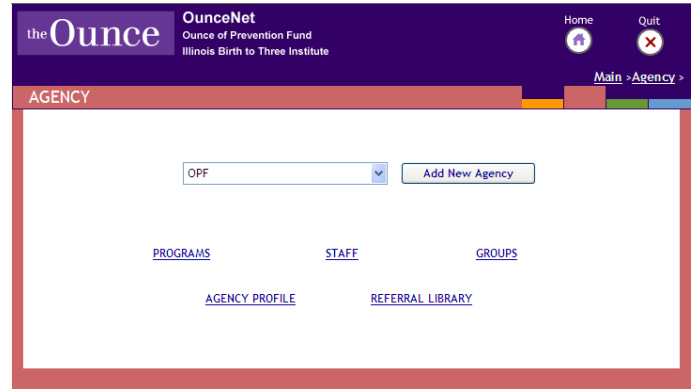 the Ounce
OunceNet
Ounce of Prevention Fund
Illinois Birth to Three Institute
Home
Quit
Main >Agency >
AGENCY
OPF
Add New Agency
PROGRAMS
STAFF
GROUPS
AGENCY PROFILE
REFERRAL LIBRARY